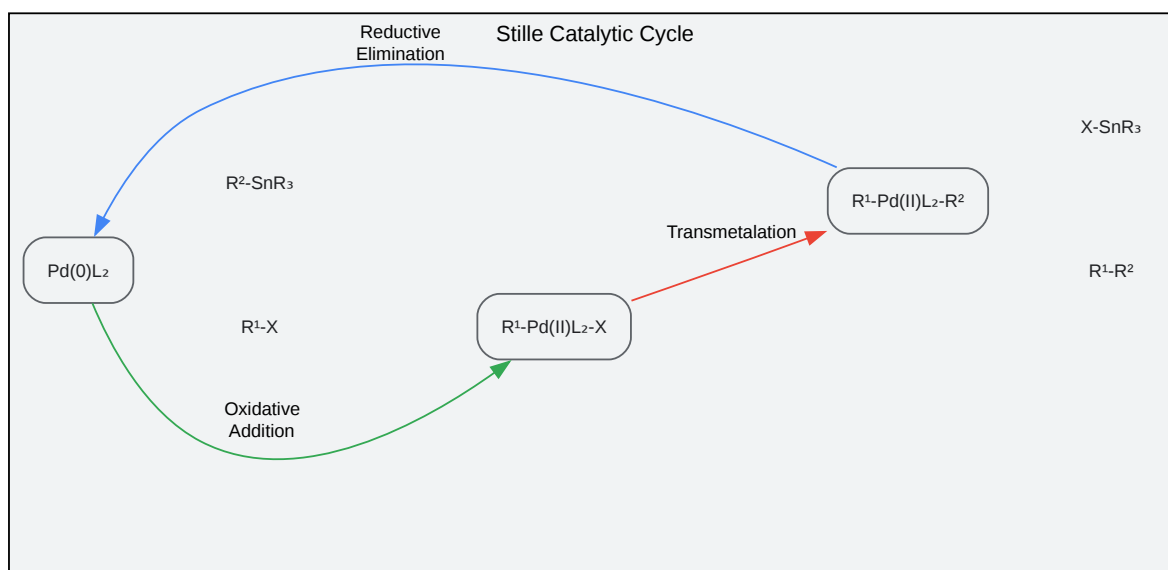 Stille Catalytic Cycle
Reductive
Elimination
X-SnR₃
R²-SnR₃
R¹-Pd(II)L₂-R²
Transmetalation
Pd(0)L₂
R¹-R²
R¹-X
R¹-Pd(II)L₂-X
Oxidative
Addition